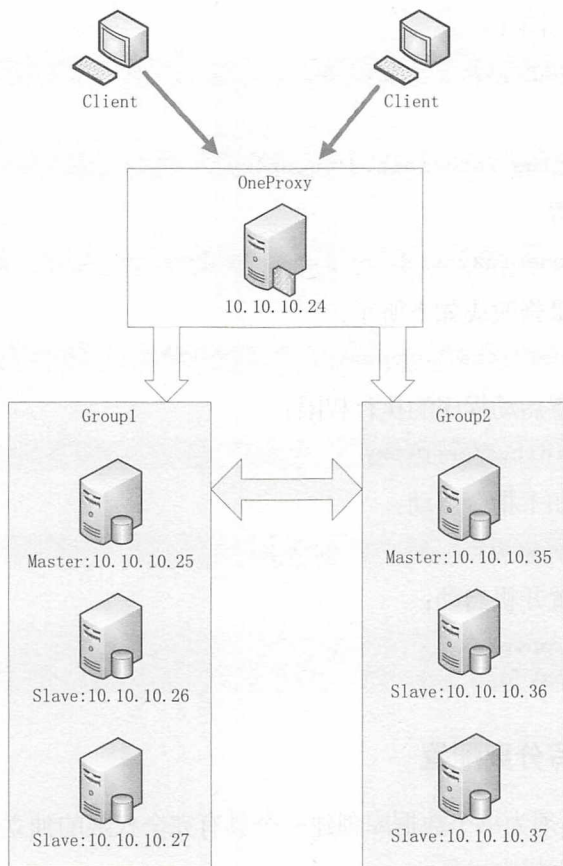 Client
Client
OneProxy
10.10.10.24
Group1
Group2
Master:10.10.10.25
Master:10.10.10.35
Slave:10.10.10.26
Slave:10.10.10.36
Slave:10.10.10.27
Slave:10.10.10.37